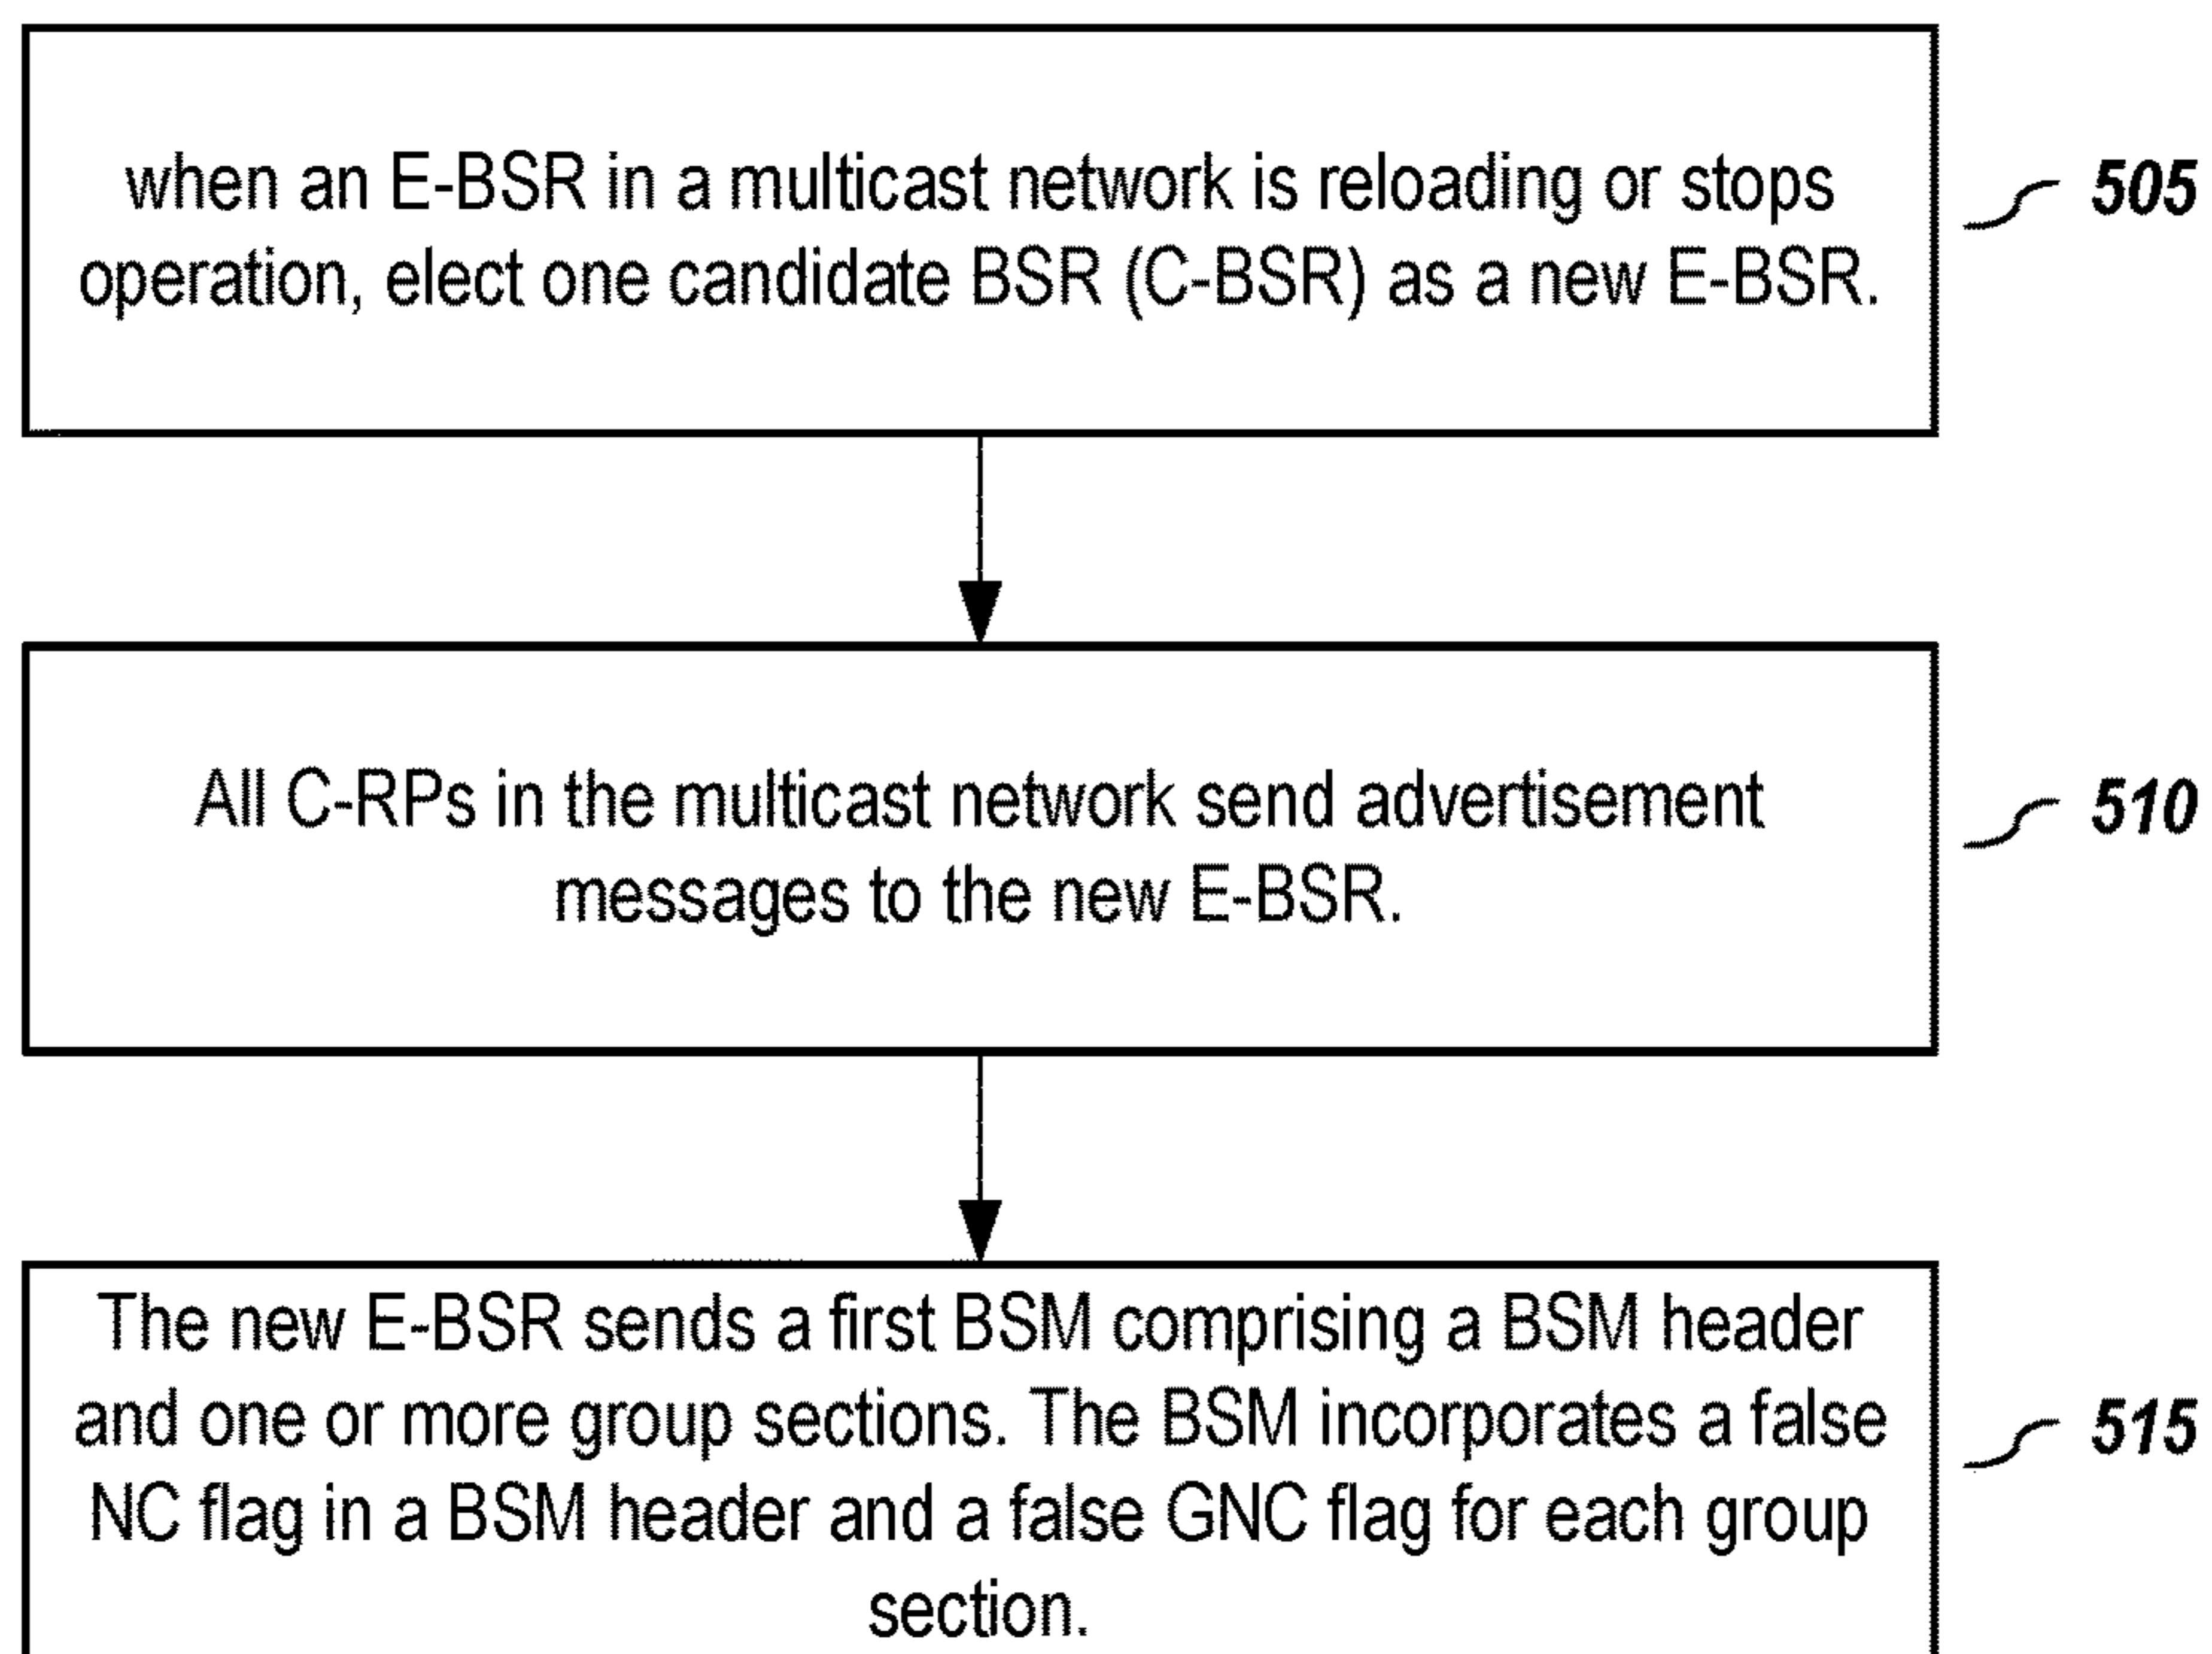 when an E-BSR in a multicast network is reloading or stops
operation, elect one candidate BSR (C-BSR) as a new E-BSR.
505
All C-RPs in the multicast network send advertisement
messages to the new E-BSR.
510
The new E-BSR sends a first BSM comprising a BSM header
and one or more group sections. The BSM incorporates a false
NC flag in a BSM header and a false GNC flag for each group
section.
515